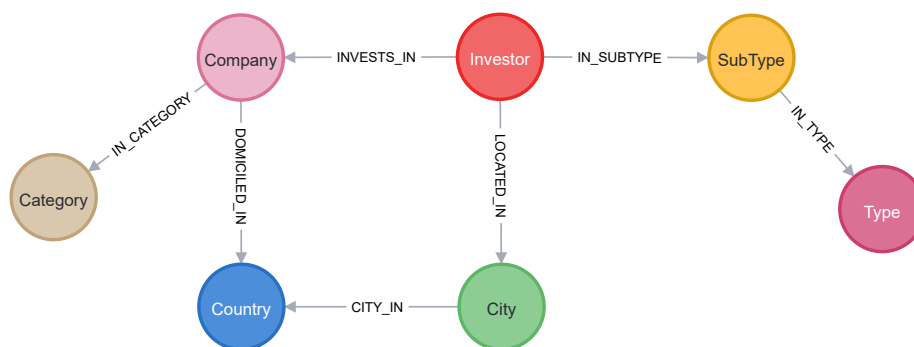 Company
INVESTS_IN
Investor
IN_SUBTYPE
SubType
IN_CATEGORY
DOMICILED_IN
LOCATED_IN
IN_TYPE
Category
Type
Country
CITY_IN
City